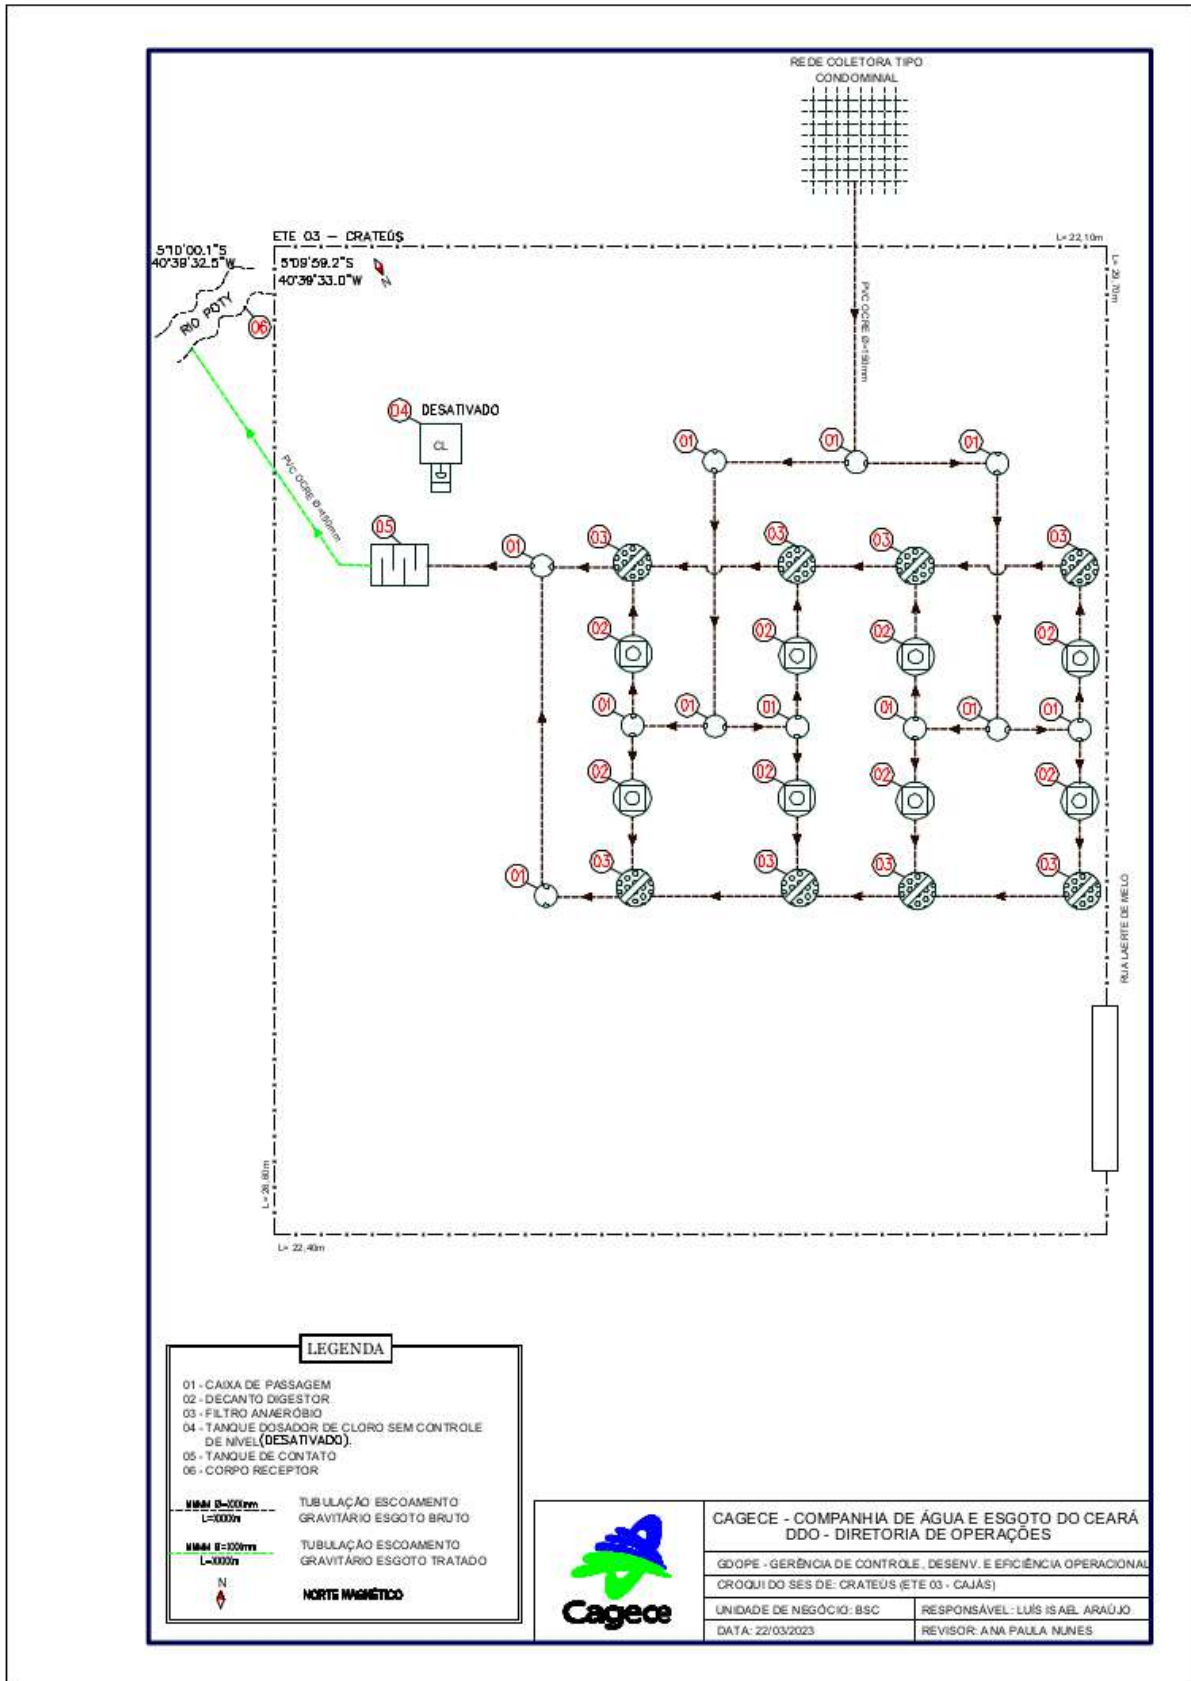 REDE COLETORA TIPO
CONDOMINIAL
ETE 03 - CRATEÚS
L= 22,10m
5°10'00.1"S
40°39'32.5"W
5°09'59.2"S
40°39'33.0"W
N
L= 29,70m
RIO POTY
06
PVC OCRE Ø=150mm
04
DESATIVADO
CL
01
01
01
PVC OCRE Ø=150mm
05
01
03
03
03
03
02
02
02
02
01
01
01
01
01
01
02
02
02
02
01
03
03
03
03
RUA LAERTE DE MELO
L= 28,60m
L= 22,40m
LEGENDA
01 - CAIXA DE PASSAGEM
02 - DECANTO DIGESTOR
03 - FILTRO ANAERÓBIO
04 - TANQUE DOSADOR DE CLORO SEM CONTROLE
DE NÍVEL (DESATIVADO).
05 - TANQUE DE CONTATO
06 - CORPO RECEPTOR
MMMM Ø=XXXmm
L=XXXXm
TUBULAÇÃO ESCOAMENTO
GRAVITÁRIO ESGOTO BRUTO
MMMM Ø=XXXmm
L=XXXXm
TUBULAÇÃO ESCOAMENTO
GRAVITÁRIO ESGOTO TRATADO
N
NORTE MAGNÉTICO
Cagece
CAGECE - COMPANHIA DE ÁGUA E ESGOTO DO CEARÁ
DDO - DIRETORIA DE OPERAÇÕES
GDOPE - GERÊNCIA DE CONTROLE, DESENV. E EFICIÊNCIA OPERACIONAL
CROQUI DO SES DE: CRATEÚS (ETE 03 - CAJÁS)
UNIDADE DE NEGÓCIO: BSC
RESPONSÁVEL: LUÍS ISAEL ARAÚJO
DATA: 22/03/2023
REVISOR: ANA PAULA NUNES